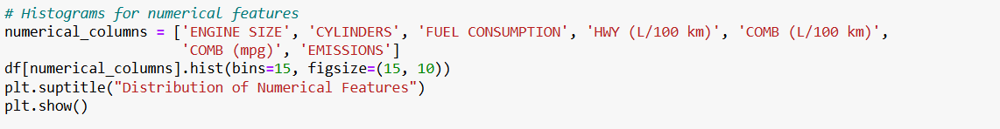 # Histograms for numerical features
numerical_columns = ['ENGINE SIZE', 'CYLINDERS', 'FUEL CONSUMPTION', 'HWY (L/100 km)', 'COMB (L/100 km)',
                     'COMB (mpg)', 'EMISSIONS']
df[numerical_columns].hist(bins=15, figsize=(15, 10))
plt.suptitle("Distribution of Numerical Features")
plt.show()